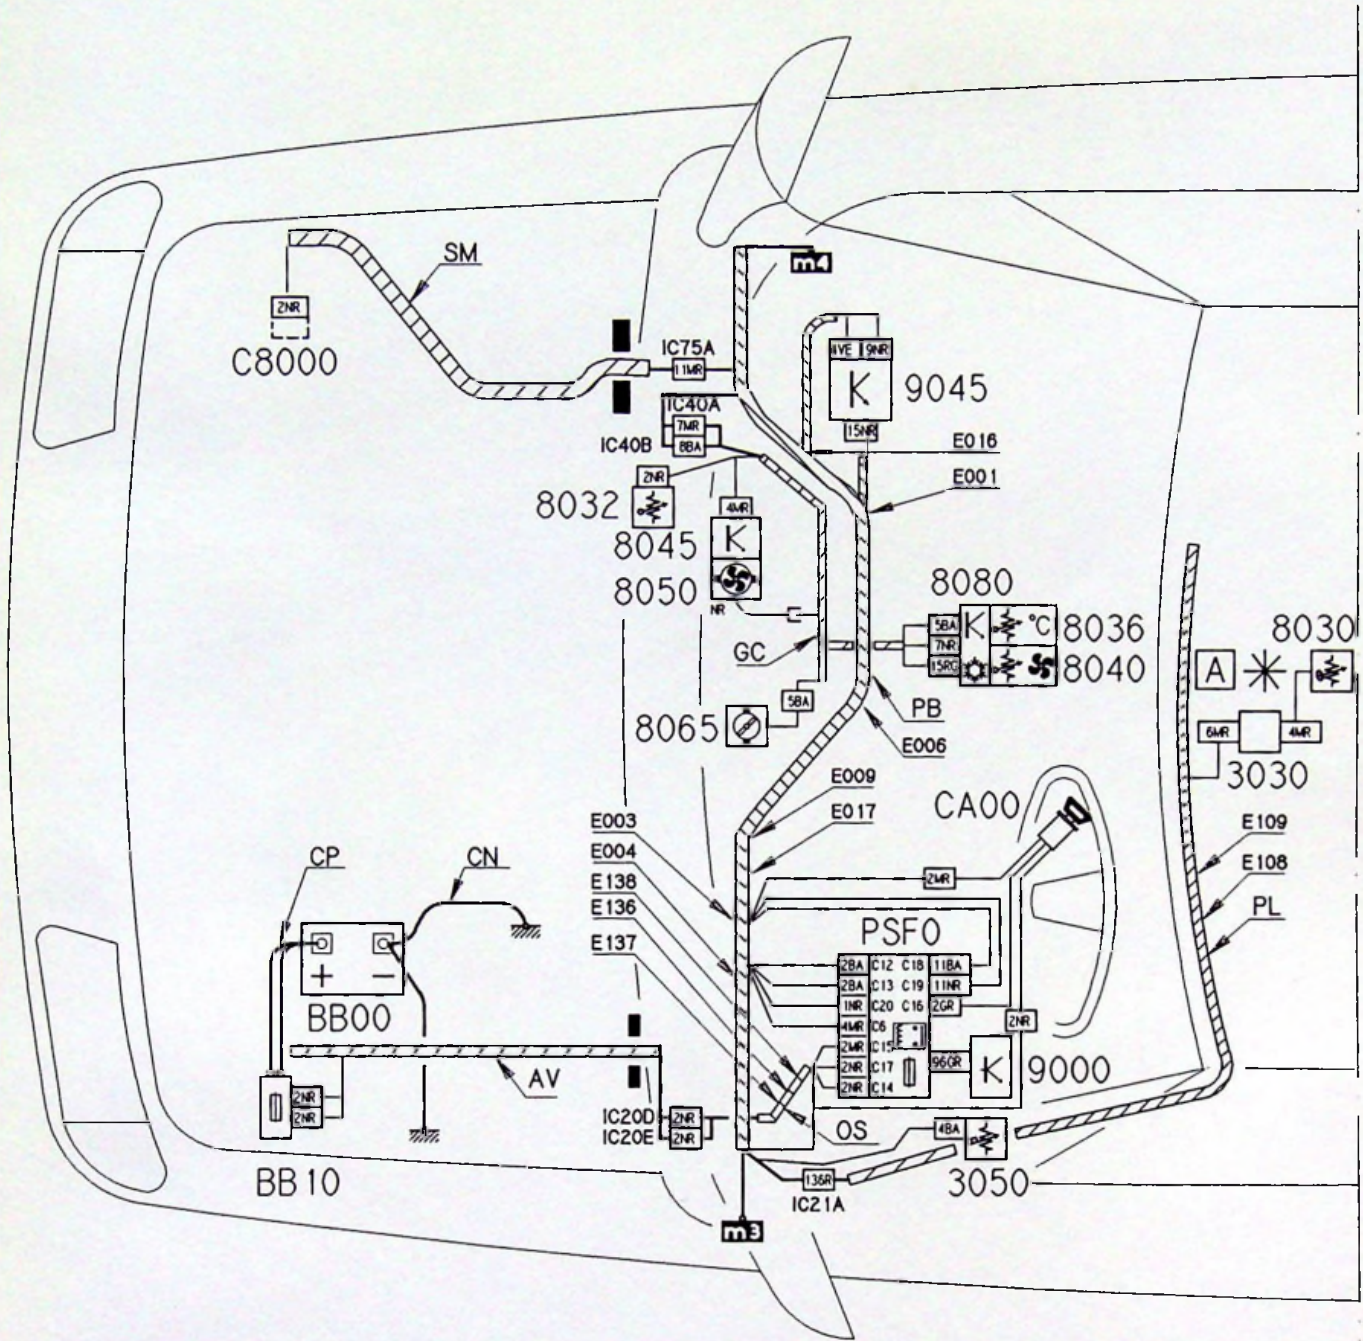 m4
SM
2NR
C8000
IC75A
11MR
IC40A
7MR
IC40B
8BA
9NR
K
9045
15NR
E016
E001
2NR
8032
4MR
8045
K
8050
NR
8080
5BA
K
°C
8036
7NR
15RG
8040
GC
8030
A
5BA
8065
PB
E006
6MR
4MR
3030
E009
E017
CA00
E003
E004
E138
E136
E137
E109
E108
PL
CP
CN
2MR
PSF0
+
−
BB00
2BA C12 C18 11BA
2BA C13 C19 11NR
1NR C20 C16 2GR
4MR C6
2MR C15
2NR C17
2NR C14
96GR
K
9000
2NR
AV
2NR
2NR
BB10
IC20D 2NR
IC20E 2NR
OS
4BA
3050
IC21A
m3